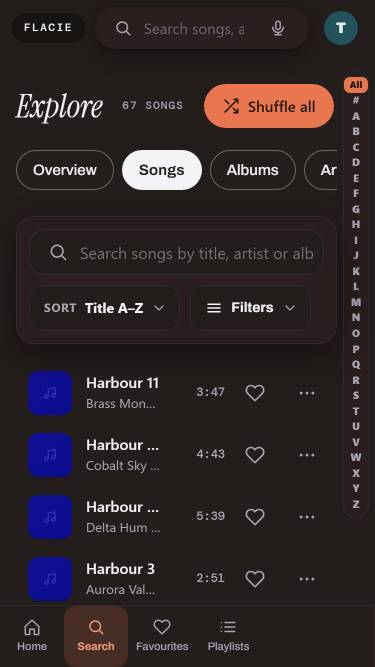 FLACIE
Search songs, a
T
Explore
67 SONGS
Shuffle all
Overview
Songs
Albums
Ar
Search songs by title, artist or alb
SORT Title A–Z
Filters
Harbour 11
Brass Mon...
3:47
Harbour ...
Cobalt Sky ...
4:43
Harbour ...
Delta Hum ...
5:39
Harbour 3
Aurora Val...
2:51
All
#
A
B
C
D
E
F
G
H
I
J
K
L
M
N
O
P
Q
R
S
T
U
V
W
X
Y
Z
Home
Search
Favourites
Playlists